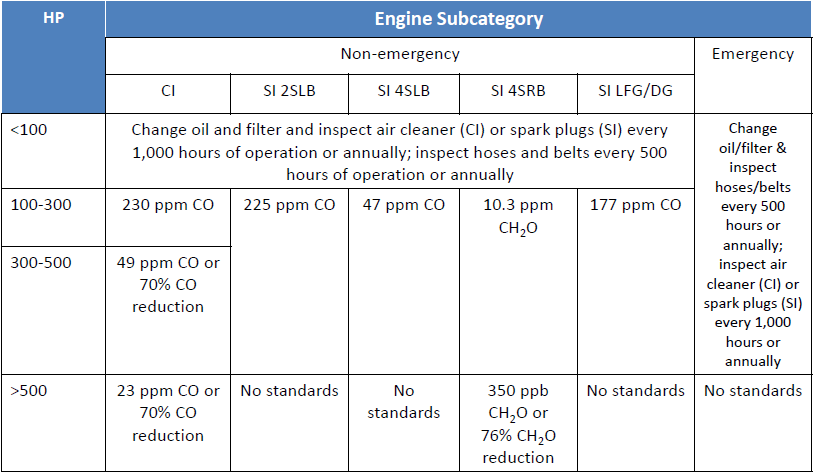 HP
Engine Subcategory
Non-emergency
Emergency
CI
SI 2SLB
SI 4SLB
SI 4SRB
SI LFG/DG
<100
Change oil and filter and inspect air cleaner (CI) or spark plugs (SI) every
1,000 hours of operation or annually; inspect hoses and belts every 500
hours of operation or annually
Change
oil/filter &
inspect
hoses/belts
every 500
hours or
annually;
inspect air
cleaner (CI) or
spark plugs (SI)
every 1,000
hours or
annually
100-300
230 ppm CO
225 ppm CO
47 ppm CO
10.3 ppm
CH₂O
177 ppm CO
300-500
49 ppm CO or
70% CO
reduction
>500
23 ppm CO or
70% CO
reduction
No standards
No
standards
350 ppb
CH₂O or
76% CH₂O
reduction
No standards
No standards